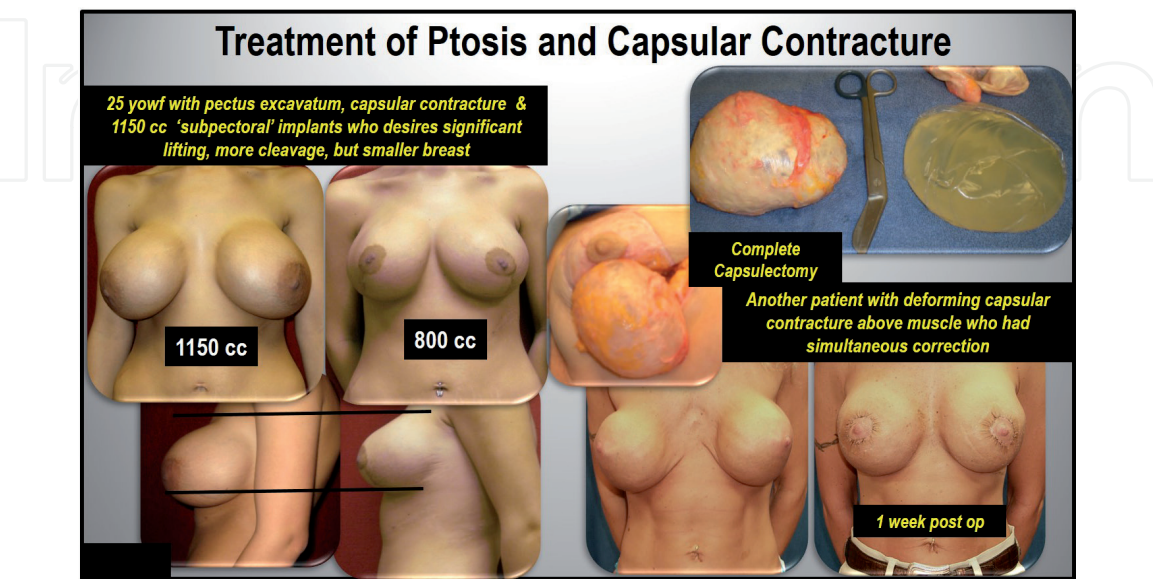 Treatment of Ptosis and Capsular Contracture
25 yowf with pectus excavatum, capsular contracture &
1150 cc ‘subpectoral’ implants who desires significant
lifting, more cleavage, but smaller breast
1150 cc
800 cc
Complete
Capsulectomy
Another patient with deforming capsular
contracture above muscle who had
simultaneous correction
1 week post op